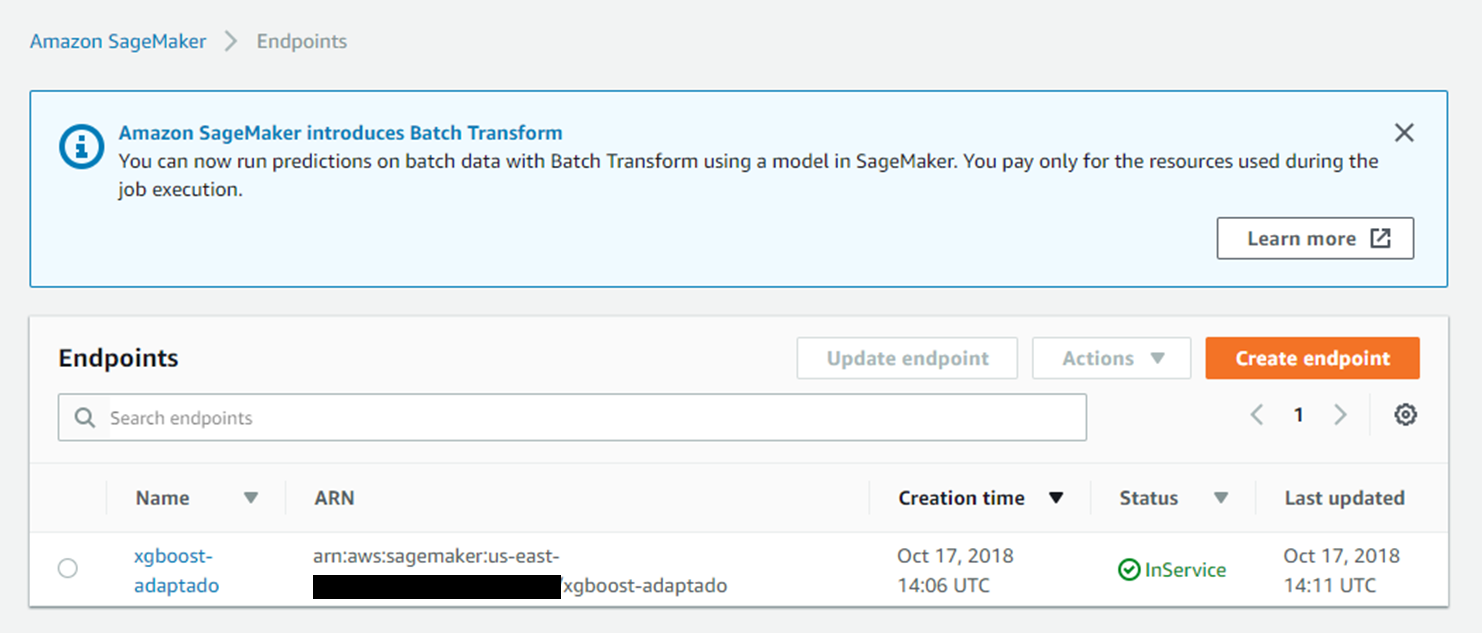 Amazon SageMaker > Endpoints
Amazon SageMaker introduces Batch Transform
You can now run predictions on batch data with Batch Transform using a model in SageMaker. You pay only for the resources used during the
job execution.
Learn more
Endpoints
Update endpoint
Actions
Create endpoint
Search endpoints
1
Name
ARN
Creation time
Status
Last updated
xgboost-
adaptado
arn:aws:sagemaker:us-east-
/xgboost-adaptado
Oct 17, 2018
14:06 UTC
InService
Oct 17, 2018
14:11 UTC